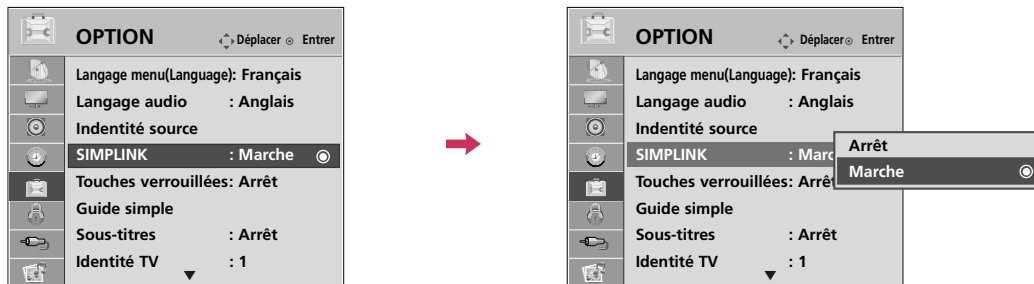 OPTION
Déplacer Entrer
Langage menu(Language): Français
Langage audio : Anglais
Indentité source
SIMPLINK : Marche
Touches verrouillées: Arrêt
Guide simple
Sous-titres : Arrêt
Identité TV : 1
OPTION
Déplacer Entrer
Langage menu(Language): Français
Langage audio : Anglais
Indentité source
SIMPLINK : Marc
Touches verrouillées: Arrêt
Guide simple
Sous-titres : Arrêt
Identité TV : 1
Arrêt
Marche